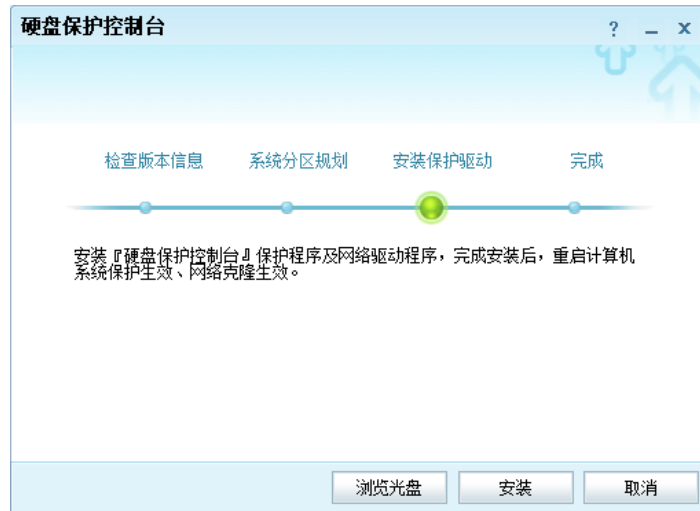 硬盘保护控制台
? _ x
检查版本信息 系统分区规划 安装保护驱动 完成
安装『硬盘保护控制台』保护程序及网络驱动程序，完成安装后，重启计算机
系统保护生效、网络克隆生效。
浏览光盘 安装 取消